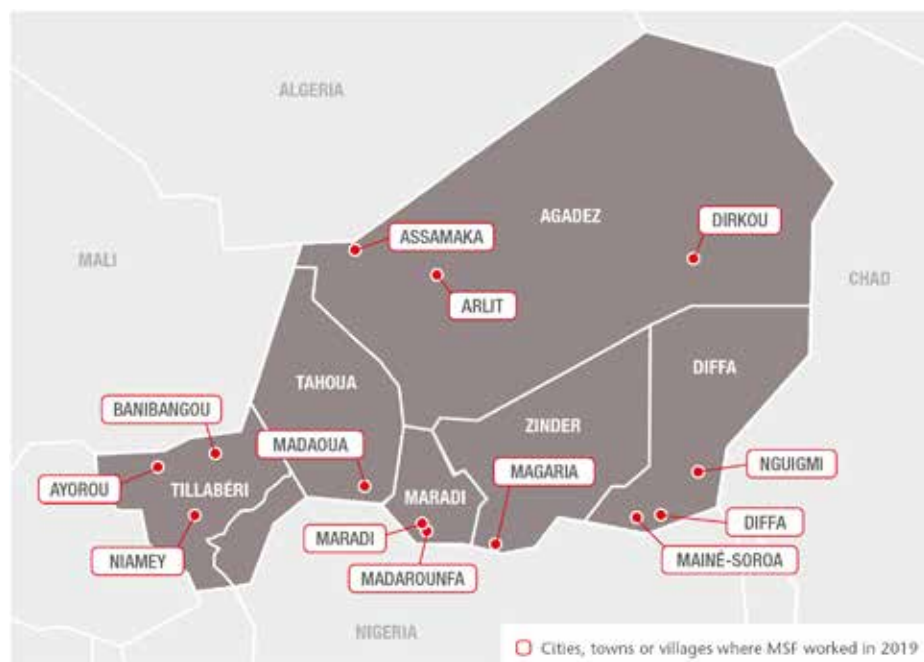 ALGERIA
AGADEZ
DIRKOU
ASSAMAKA
MALI
CHAD
ARLIT
DIFFA
TAHOUA
BANIBANGOU
ZINDER
MADAOUA
NGUIGMI
MAGARIA
AYOROU
TILLABÉRI
MARADI
DIFFA
MARADI
NIAMEY
MAINÉ-SOROA
MADAROUNFA
NIGERIA
Cities, towns or villages where MSF worked in 2019